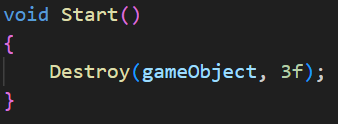 void Start()
{
    Destroy(gameObject, 3f);
}